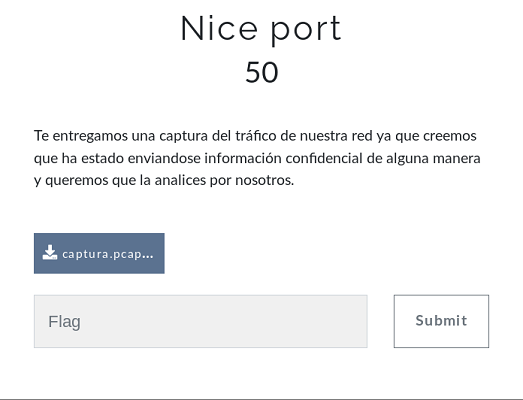 Nice port
50
Te entregamos una captura del tráfico de nuestra red ya que creemos
que ha estado enviandose información confidencial de alguna manera
y queremos que la analices por nosotros.
captura.pcap...
Flag
Submit